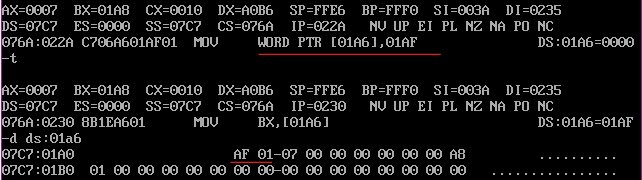 AX=0007  BX=01A8  CX=0010  DX=A0B6  SP=FFE6  BP=FFF0  SI=003A  DI=0235
DS=07C7  ES=0000  SS=07C7  CS=076A  IP=022A   NV UP EI PL NZ NA PO NC
076A:022A C706A601AF01  MOV     WORD PTR [01A6],01AF               DS:01A6=0000
-t
AX=0007  BX=01A8  CX=0010  DX=A0B6  SP=FFE6  BP=FFF0  SI=003A  DI=0235
DS=07C7  ES=0000  SS=07C7  CS=076A  IP=0230   NV UP EI PL NZ NA PO NC
076A:0230 8B1EA601      MOV     BX,[01A6]                          DS:01A6=01AF
-d ds:01a6
07C7:01A0                    AF 01-07 00 00 00 00 00 00 A8         ..........
07C7:01B0  01 00 00 00 00 00 00 00-00 00 00 00 00 00 00 00   ................